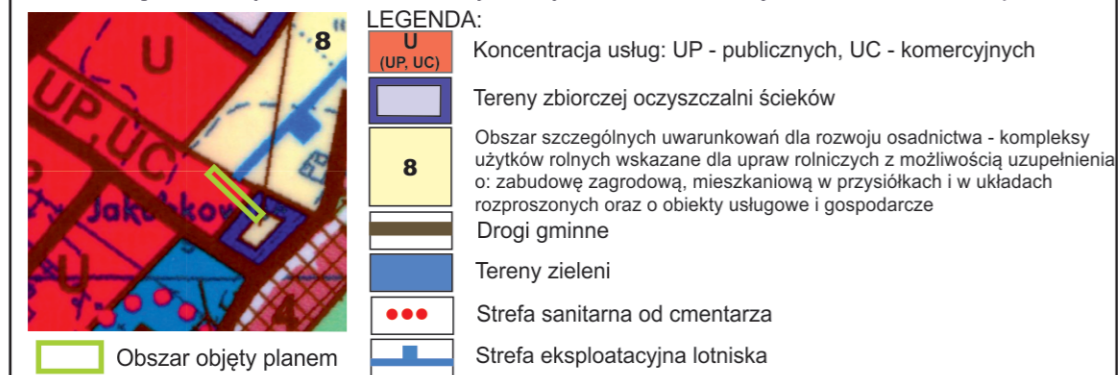 LEGENDA:
U
(UP, UC)
Koncentracja usług: UP - publicznych, UC - komercyjnych
Tereny zbiorczej oczyszczalni ścieków
8
Obszar szczególnych uwarunkowań dla rozwoju osadnictwa - kompleksy
użytków rolnych wskazane dla upraw rolniczych z możliwością uzupełnienia
o: zabudowę zagrodową, mieszkaniową w przysiółkach i w układach
rozproszonych oraz o obiekty usługowe i gospodarcze
Drogi gminne
Tereny zieleni
Strefa sanitarna od cmentarza
Strefa eksploatacyjna lotniska
Obszar objęty planem
U
8
UP, UC
U
4